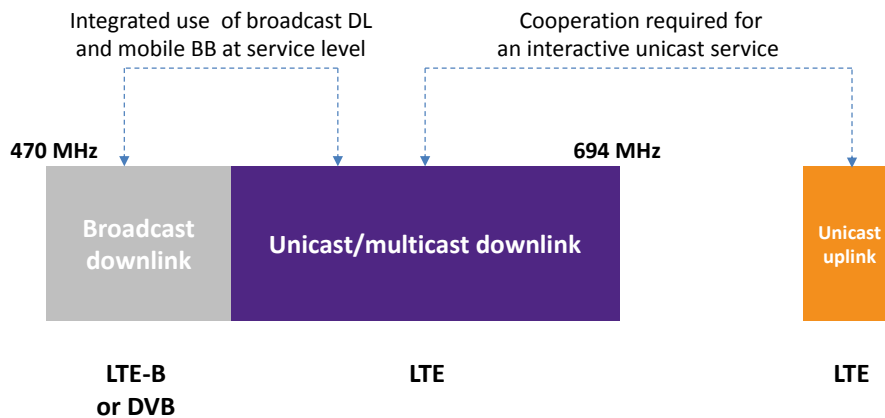 Integrated use of broadcast DL
and mobile BB at service level
Cooperation required for
an interactive unicast service
470 MHz
694 MHz
Broadcast
downlink
Unicast/multicast downlink
Unicast
uplink
LTE-B
or DVB
LTE
LTE